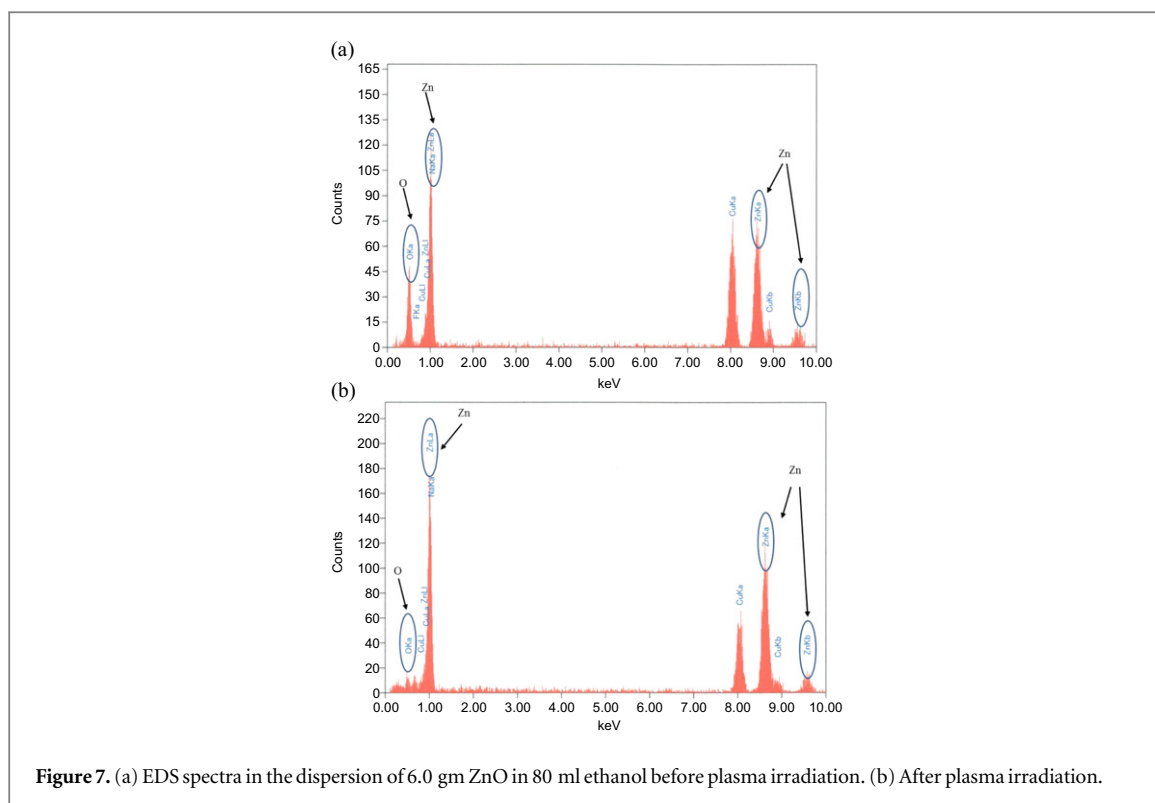 (a)
165
150
135
120
105
90
75
60
45
30
15
0
Counts
Zn
O
Zn
OKa
FKa
CuLl
CuLa ZnLl
NaKa ZnLa
CuKa
ZnKa
CuKb
ZnKb
0.00 1.00 2.00 3.00 4.00 5.00 6.00 7.00 8.00 9.00 10.00
keV
(b)
220
200
180
160
140
120
100
80
60
40
20
0
Counts
Zn
O
Zn
OKa
CuLl
CuLa ZnLl
NaKa
ZnLa
CuKa
ZnKa
CuKb
ZnKb
0.00 1.00 2.00 3.00 4.00 5.00 6.00 7.00 8.00 9.00 10.00
keV
Figure 7. (a) EDS spectra in the dispersion of 6.0 gm ZnO in 80 ml ethanol before plasma irradiation. (b) After plasma irradiation.